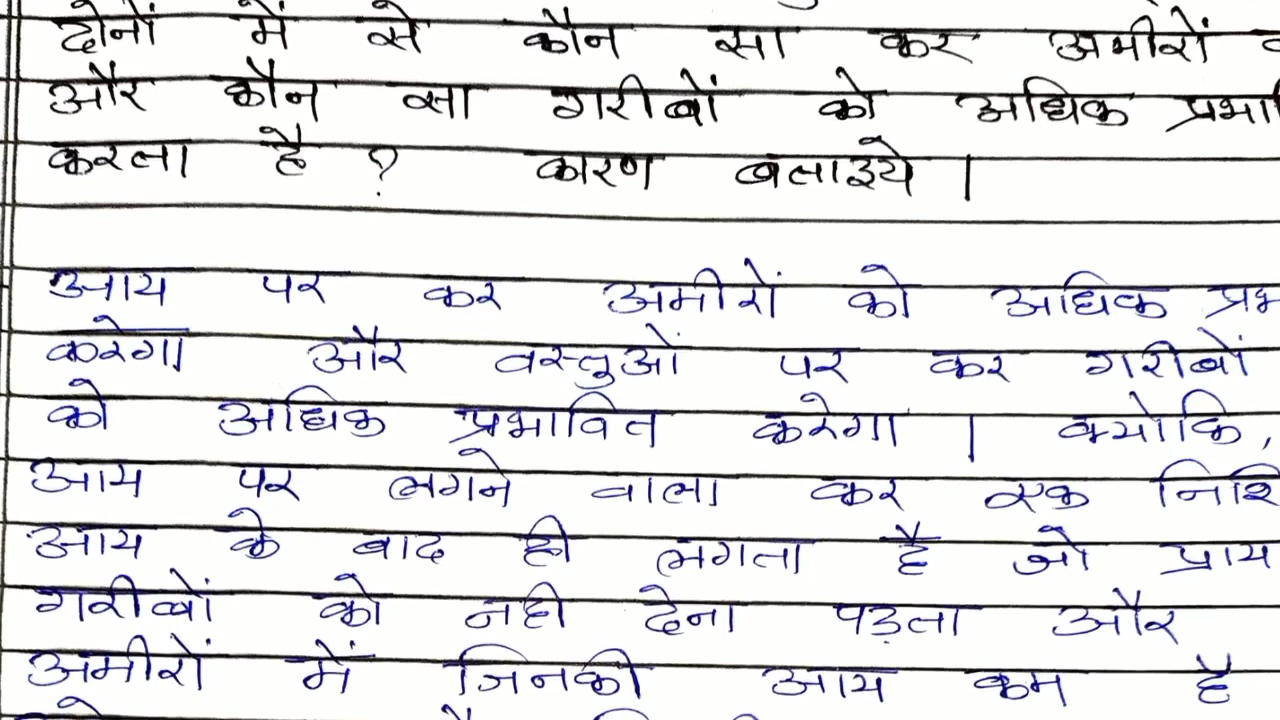 दोनों में से कौन सा कर अमीरों
और कौन सा गरीबों को अधिक
करता है ? कारण बताइये |
आय पर कर अमीरों को अधिक
करेगा और वस्तुओं पर कर गरीबों
को अधिक प्रभावित करेगा | क्योकि ,
आय पर लगने वाला कर एक
आय के बाद ही लगता है जो प्राय
गरीबों को नही देना पड़ता और
अमीरों में जिनकी आय कम है